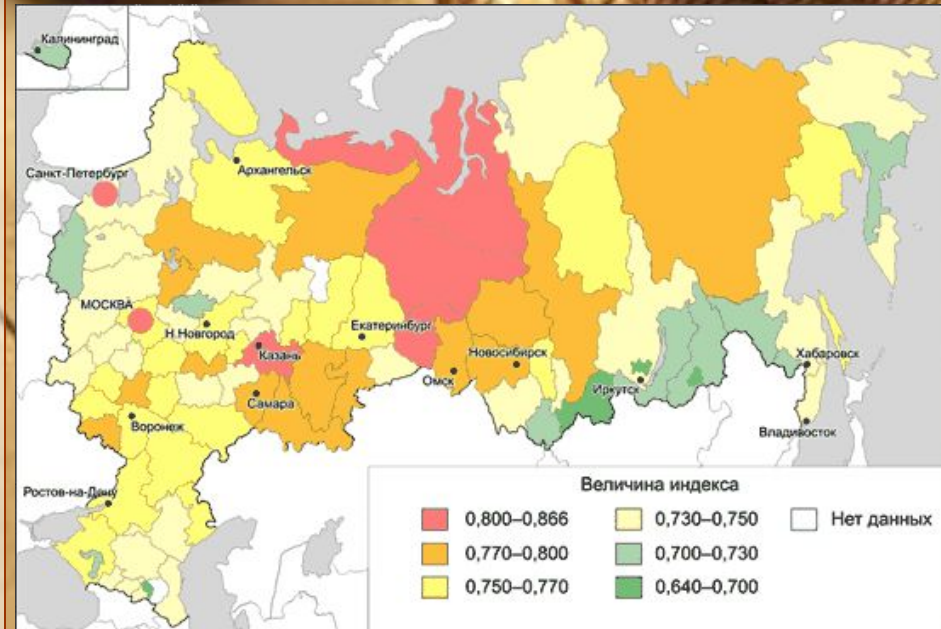 Калининград
Санкт-Петербург
Архангельск
МОСКВА
Н.Новгород
Казань
Екатеринбург
Самара
Омск
Новосибирск
Иркутск
Хабаровск
Владивосток
Воронеж
Ростов-на-Дону
Величина индекса
0,800–0,866
0,730–0,750
Нет данных
0,770–0,800
0,700–0,730
0,750–0,770
0,640–0,700